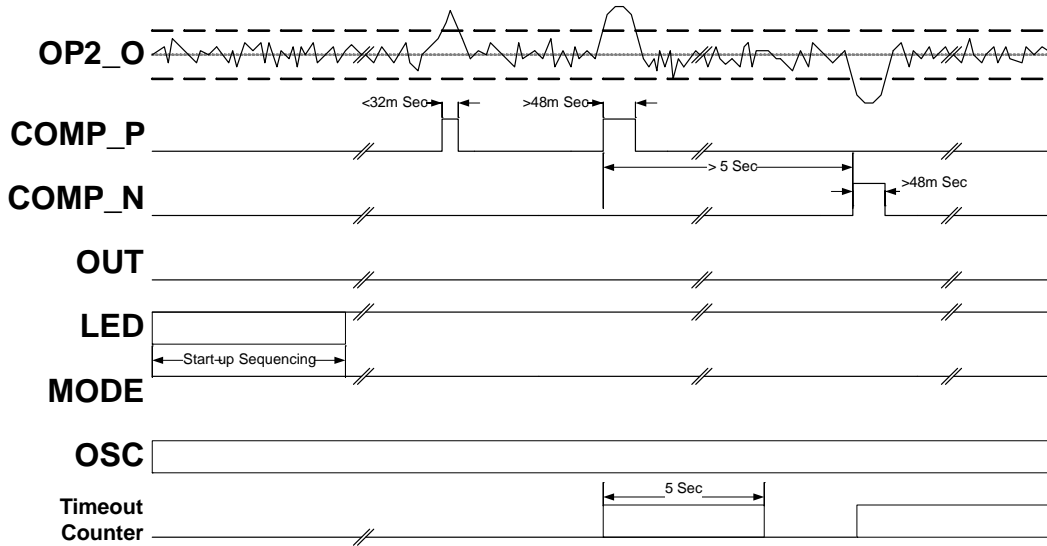 OP2_O
<32m Sec
>48m Sec
COMP_P
> 5 Sec
>48m Sec
COMP_N
OUT
LED
Start-up Sequencing
MODE
OSC
5 Sec
Timeout
Counter